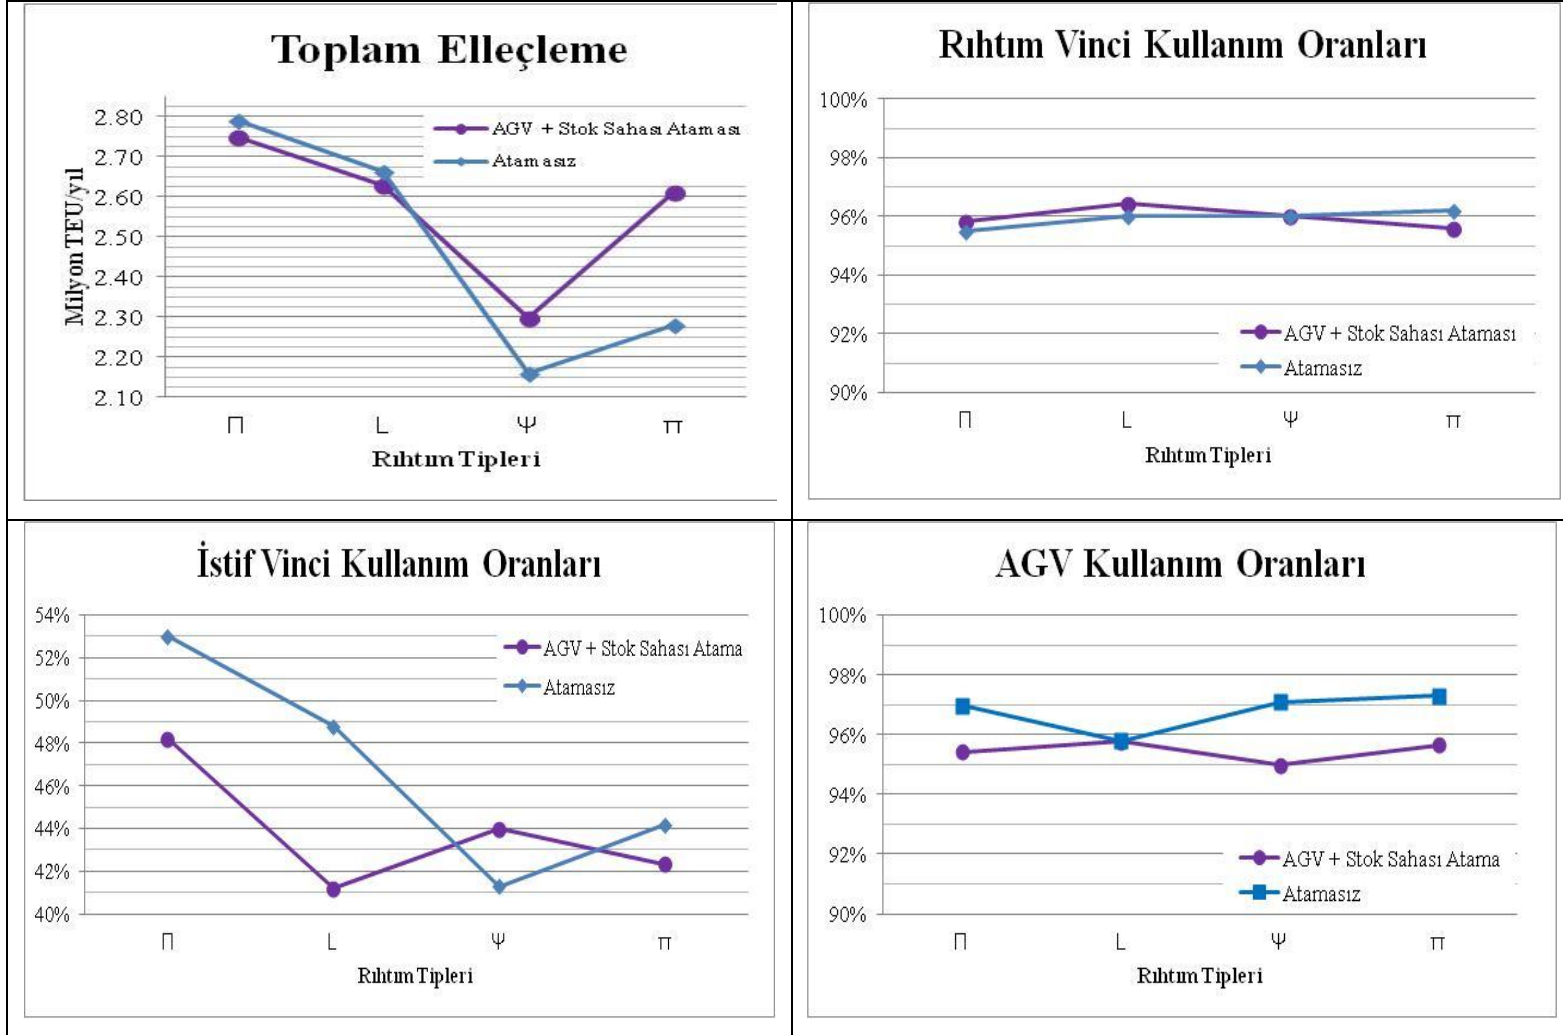 Toplam Elleçleme
Milyon TEU/yıl
2.80
2.70
2.60
2.50
2.40
2.30
2.20
2.10
AGV + Stok Sahası Ataması
Atamasız
Π L Ψ π
Rıhtım Tipleri
Rıhtım Vinci Kullanım Oranları
100%
98%
96%
94%
92%
90%
AGV + Stok Sahası Ataması
Atamasız
Π L Ψ π
Rıhtım Tipleri
İstif Vinci Kullanım Oranları
54%
52%
50%
48%
46%
44%
42%
40%
AGV + Stok Sahası Atama
Atamasız
Π L Ψ π
Rıhtım Tipleri
AGV Kullanım Oranları
100%
98%
96%
94%
92%
90%
AGV + Stok Sahası Atama
Atamasız
Π L Ψ π
Rıhtım Tipleri